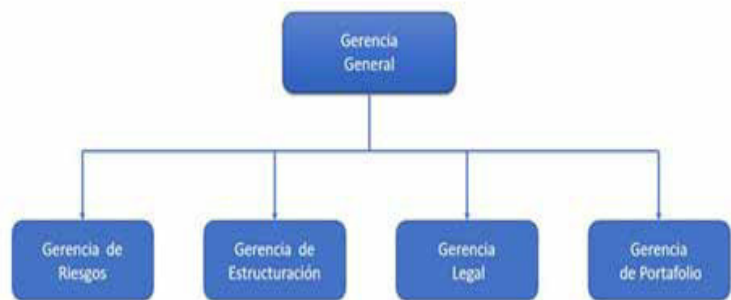 Gerencia
General
Gerencia de
Riesgos
Gerencia de
Estructuración
Gerencia
Legal
Gerencia
de Portafolio